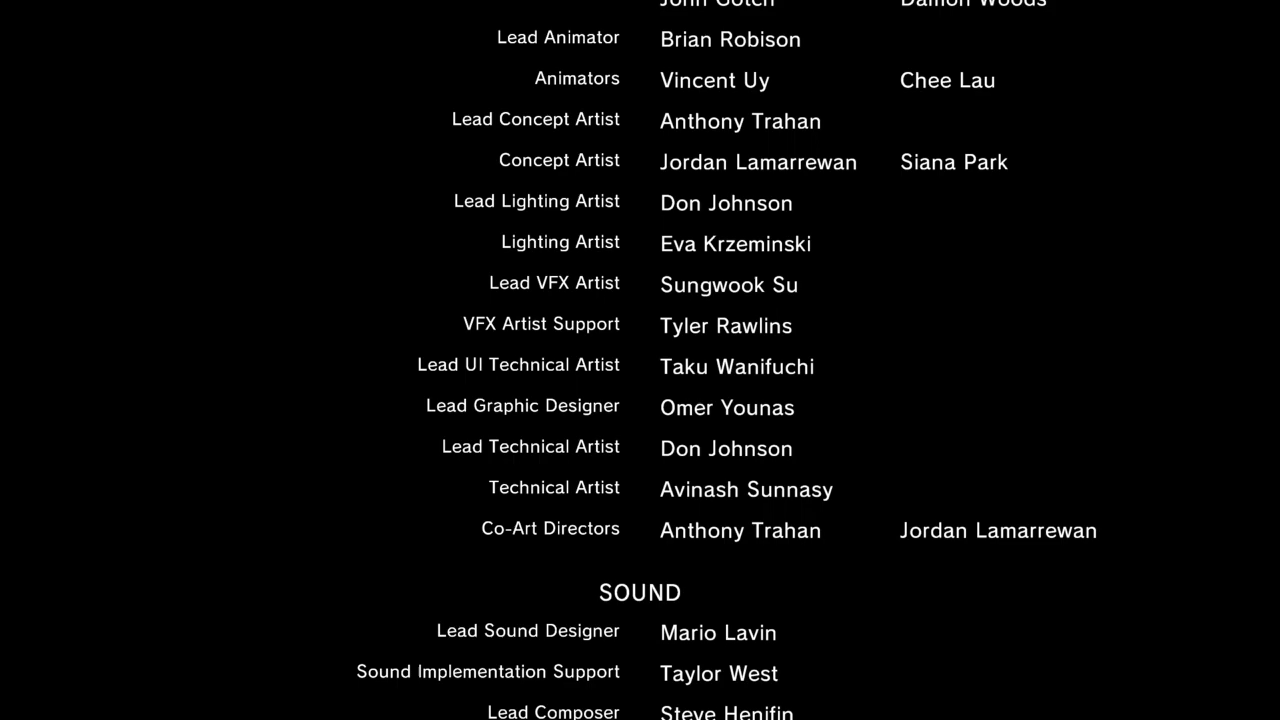 John Gotch Damon Woods
Lead Animator Brian Robison
Animators Vincent Uy Chee Lau
Lead Concept Artist Anthony Trahan
Concept Artist Jordan Lamarrewan Siana Park
Lead Lighting Artist Don Johnson
Lighting Artist Eva Krzeminski
Lead VFX Artist Sungwook Su
VFX Artist Support Tyler Rawlins
Lead UI Technical Artist Taku Wanifuchi
Lead Graphic Designer Omer Younas
Lead Technical Artist Don Johnson
Technical Artist Avinash Sunnasy
Co-Art Directors Anthony Trahan Jordan Lamarrewan
SOUND
Lead Sound Designer Mario Lavin
Sound Implementation Support Taylor West
Lead Composer Steve Henifin